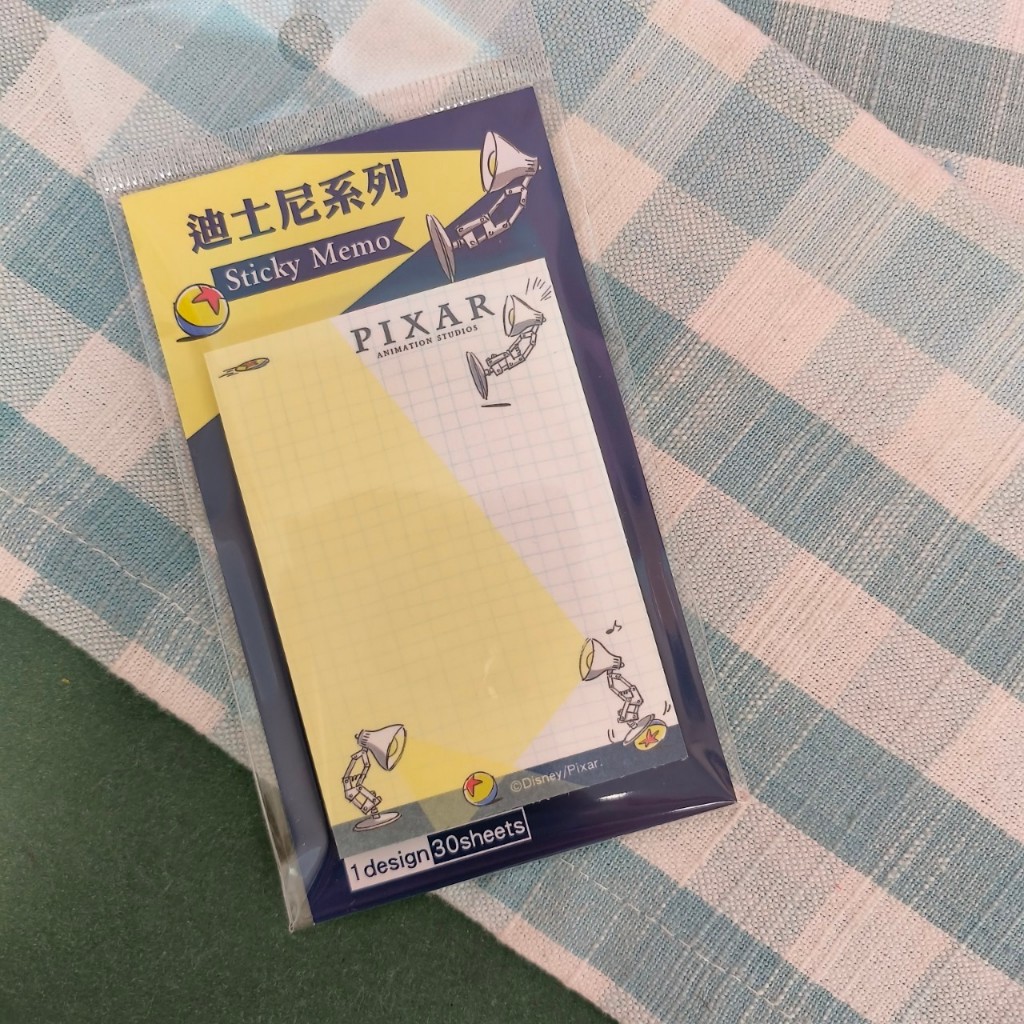 迪士尼系列
Sticky Memo
PIXAR
ANIMATION STUDIOS
©Disney/Pixar.
1design 30sheets